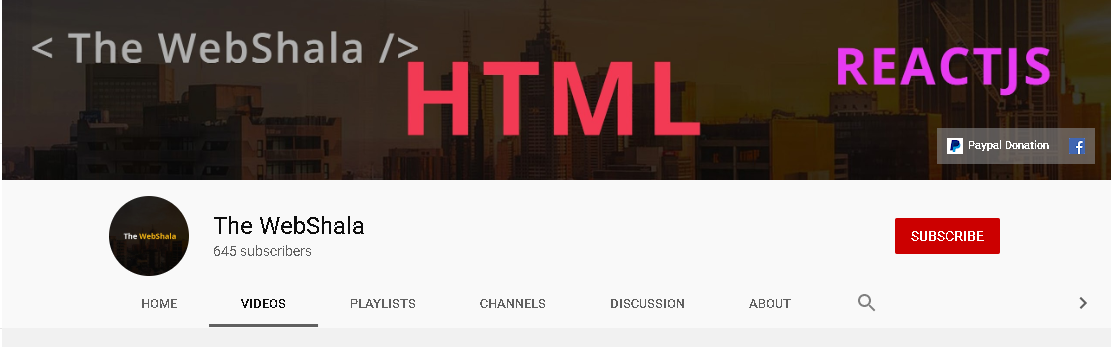 < The WebShala />
HTML
REACTJS
Paypal Donation
The WebShala
The WebShala
645 subscribers
SUBSCRIBE
HOME VIDEOS PLAYLISTS CHANNELS DISCUSSION ABOUT